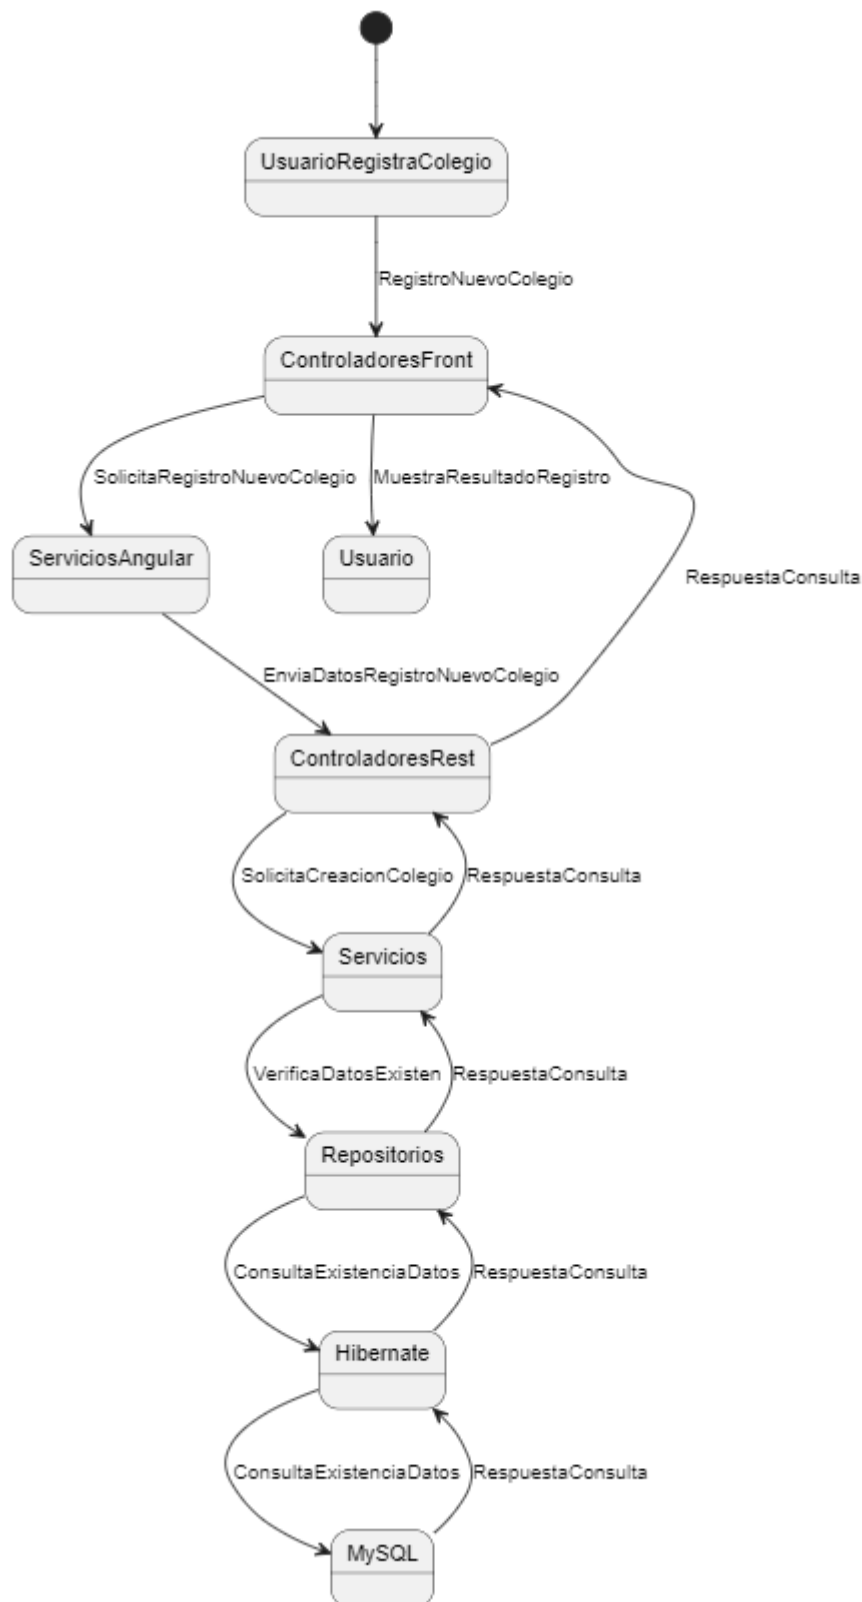 UsuarioRegistraColegio
RegistroNuevoColegio
ControladoresFront
SolicitaRegistroNuevoColegio
MuestraResultadoRegistro
ServiciosAngular
Usuario
RespuestaConsulta
EnviaDatosRegistroNuevoColegio
ControladoresRest
SolicitaCreacionColegio
RespuestaConsulta
Servicios
VerificaDatosExisten
RespuestaConsulta
Repositorios
ConsultaExistenciaDatos
RespuestaConsulta
Hibernate
ConsultaExistenciaDatos
RespuestaConsulta
MySQL